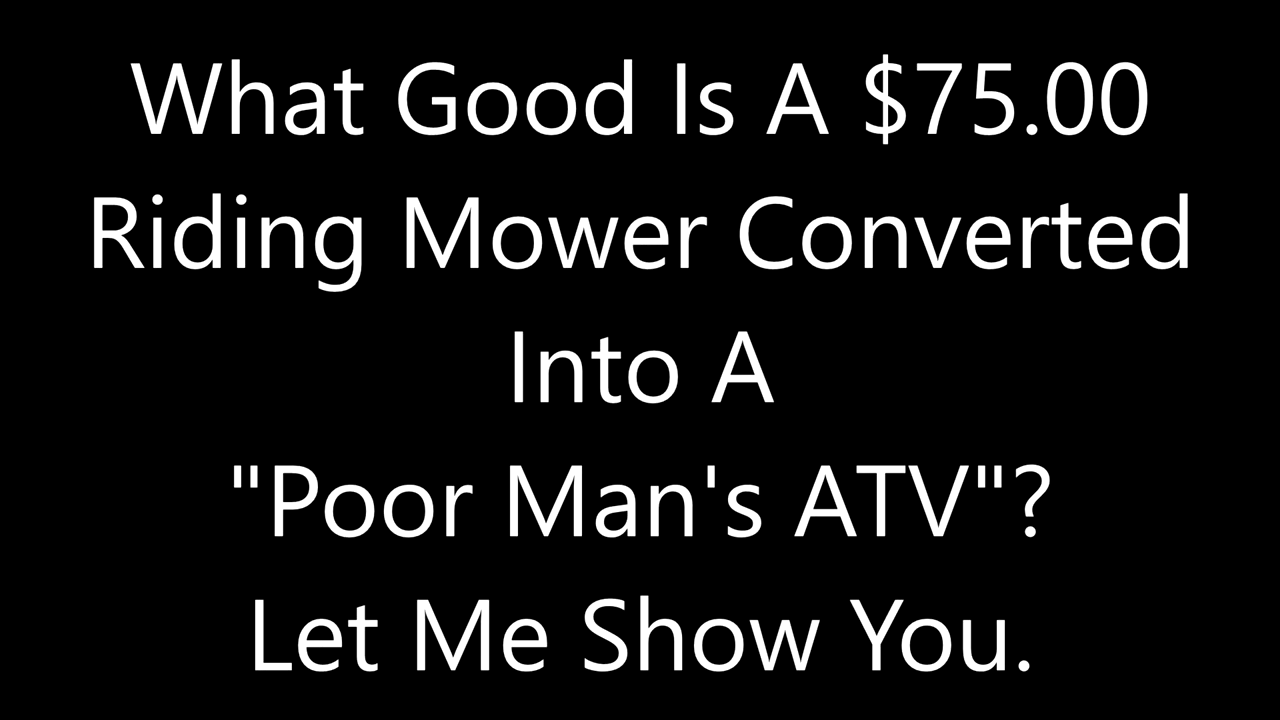 What Good Is A $75.00
Riding Mower Converted
Into A
"Poor Man's ATV"?
Let Me Show You.